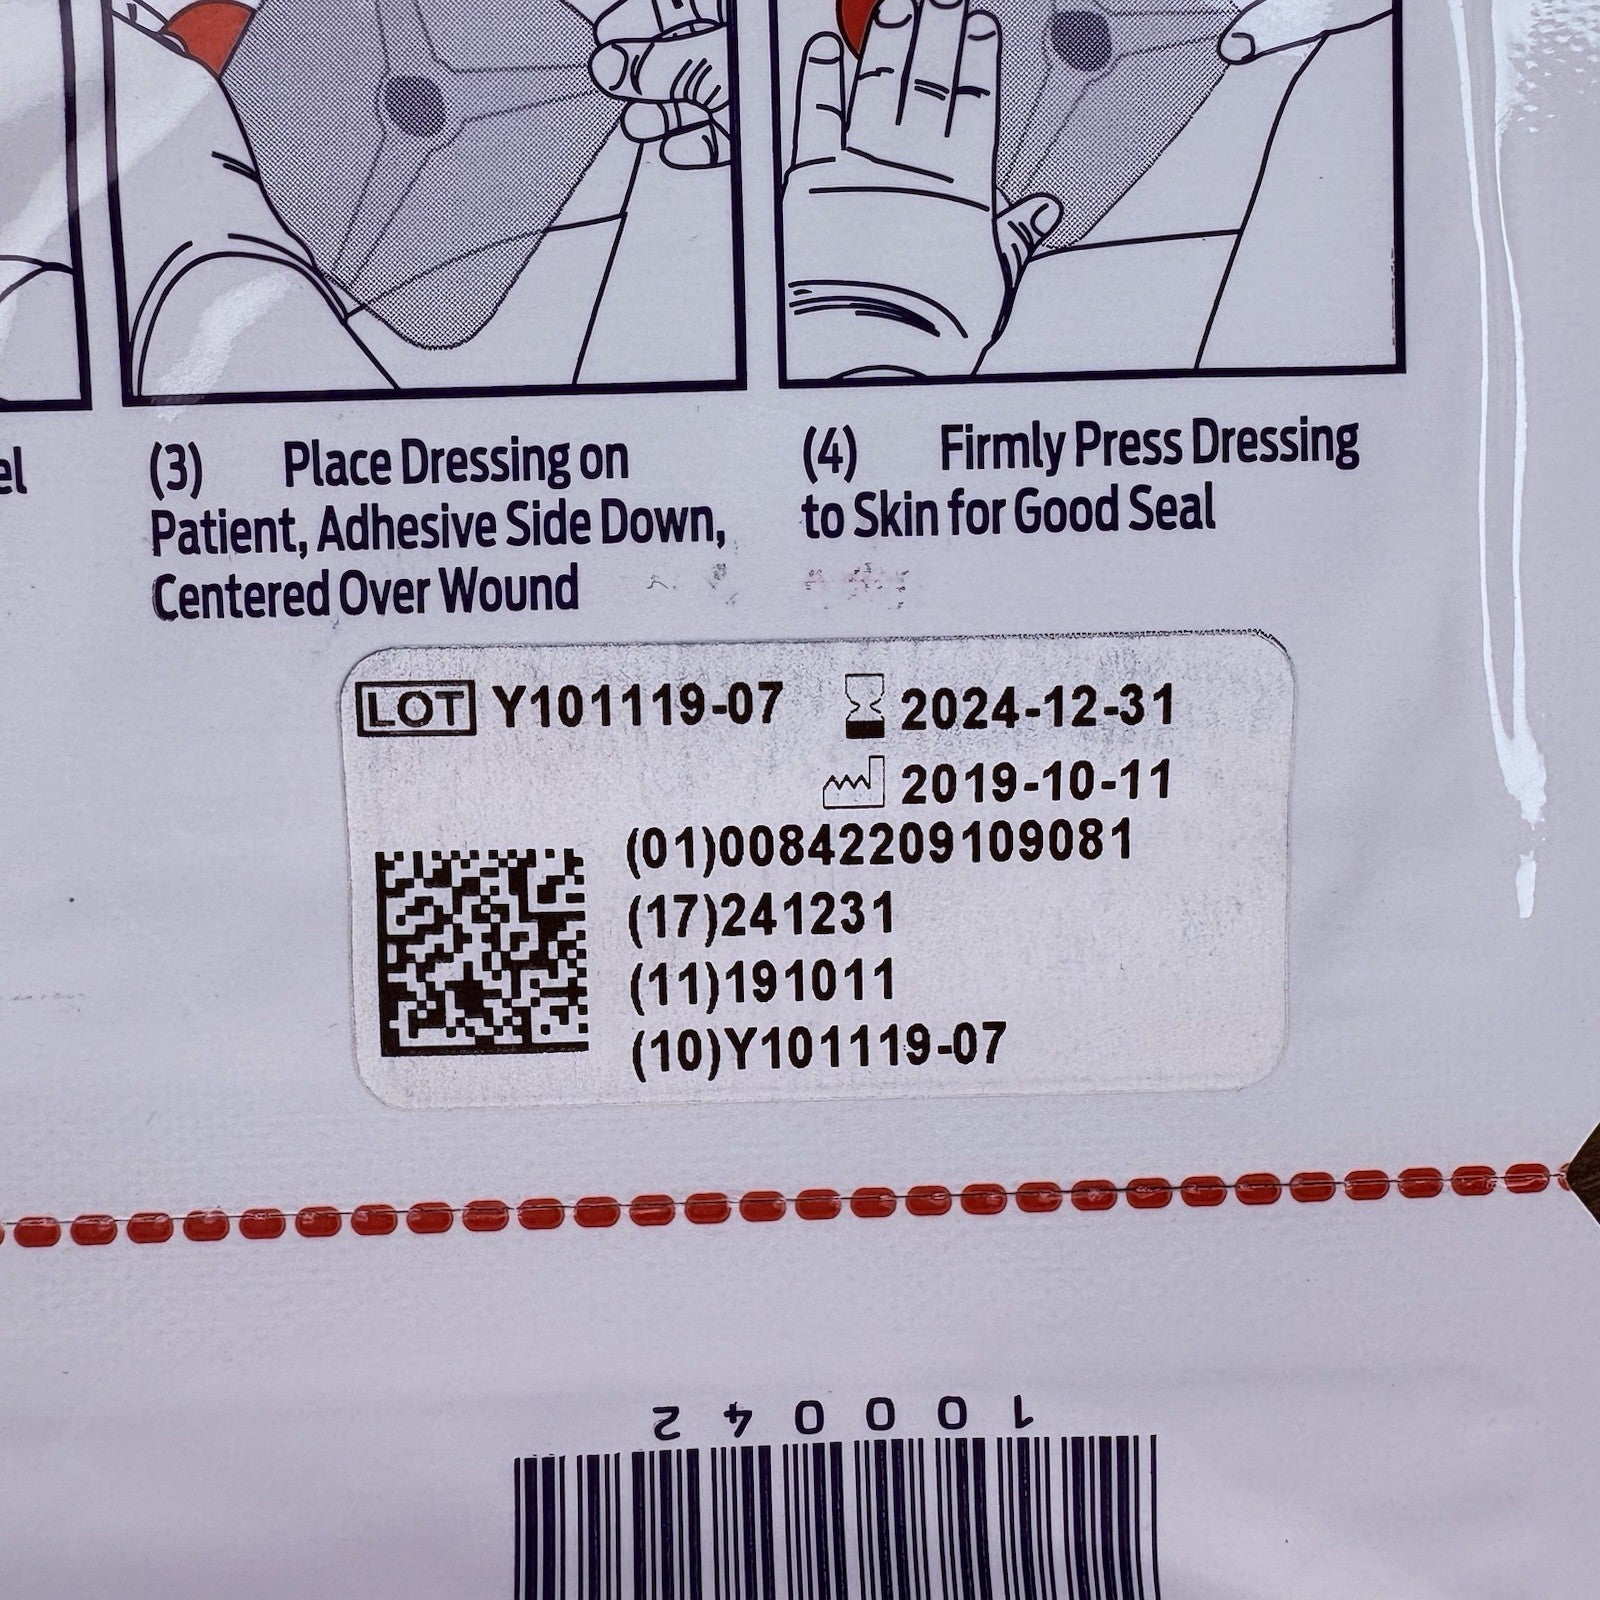 el
(3) Place Dressing on
Patient, Adhesive Side Down,
Centered Over Wound
(4) Firmly Press Dressing
to Skin for Good Seal
LOT Y101119-07 2024-12-31
2019-10-11
(01)00842209109081
(17)241231
(11)191011
(10)Y101119-07
100042